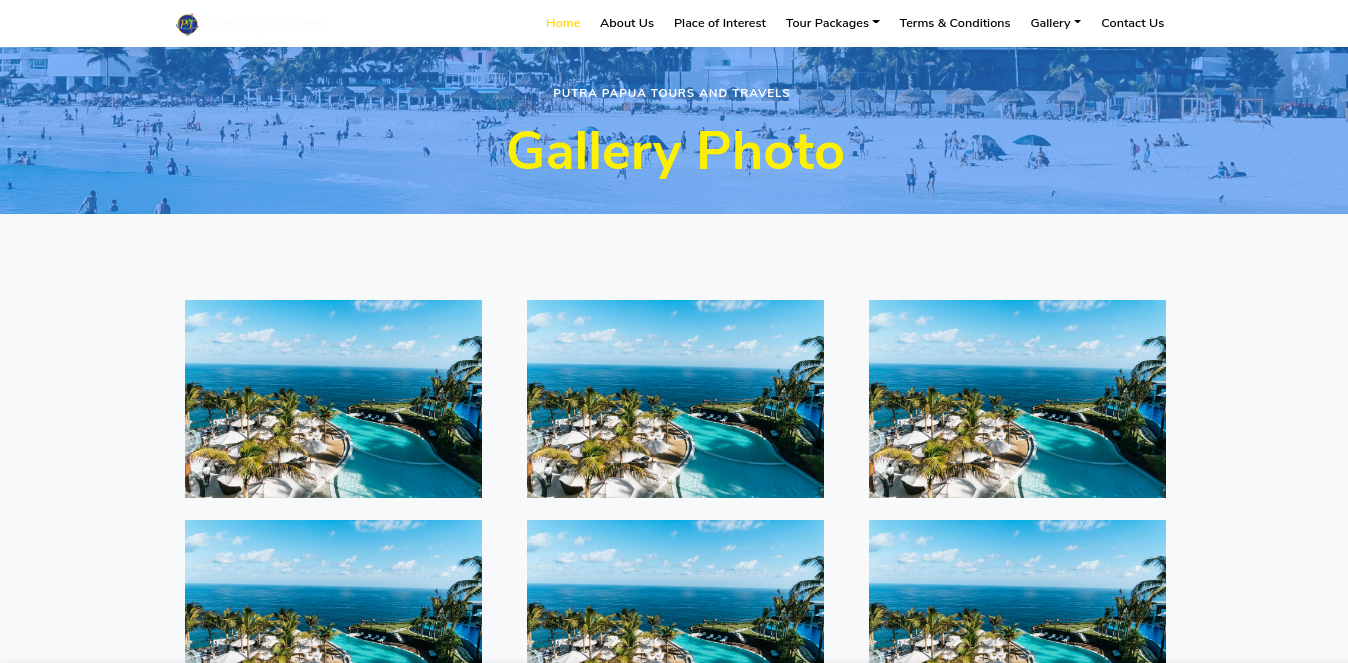 PT
Home
About Us
Place of Interest
Tour Packages
Terms & Conditions
Gallery
Contact Us
PUTRA PAPUA TOURS AND TRAVELS
Gallery Photo